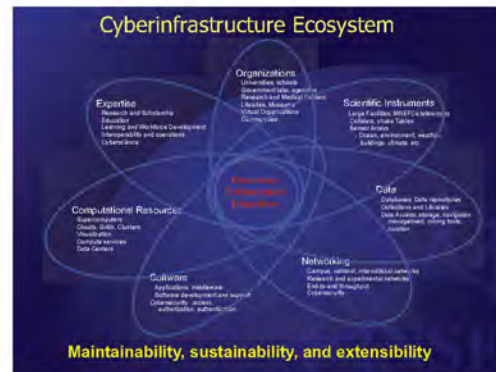 Cyberinfrastructure Ecosystem
Organizations
Universities, schools
Government labs, agencies
Research and Medical Centers
Libraries, Museums
Virtual Organizations
Communities
Expertise
Research and Scholarship
Education
Learning and Workforce Development
Interoperability and operations
Cyberscience
Scientific Instruments
Large Facilities, MREFCs, telescopes
Colliders, shake Tables
Sensor Arrays
Ocean, environment, weather,
buildings, climate, etc
Data
Databases, Data repositories
Collections and Libraries
Data Access; storage, navigation
management, mining tools,
curation
Discovery
Collaboration
Education
Computational Resources
Supercomputers
Clouds, Grids, Clusters
Visualization
Compute services
Data Centers
Networking
Campus, national, international networks
Research and experimental networks
End-to-end throughput
Cybersecurity
Software
Applications, middleware
Software development and support
Cybersecurity: access,
authorization, authentication
Maintainability, sustainability, and extensibility